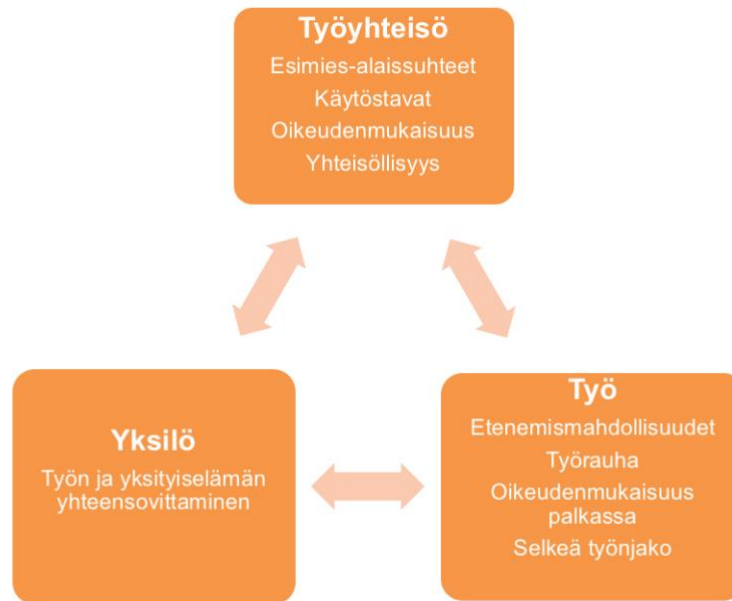 Työyhteisö
Esimies-alaissuhteet
Käytöstavat
Oikeudenmukaisuus
Yhteisöllisyys
Yksilö
Työn ja yksityiselämän
yhteensovittaminen
Työ
Etenemismahdollisuudet
Työrauha
Oikeudenmukaisuus
palkassa
Selkeä työnjako